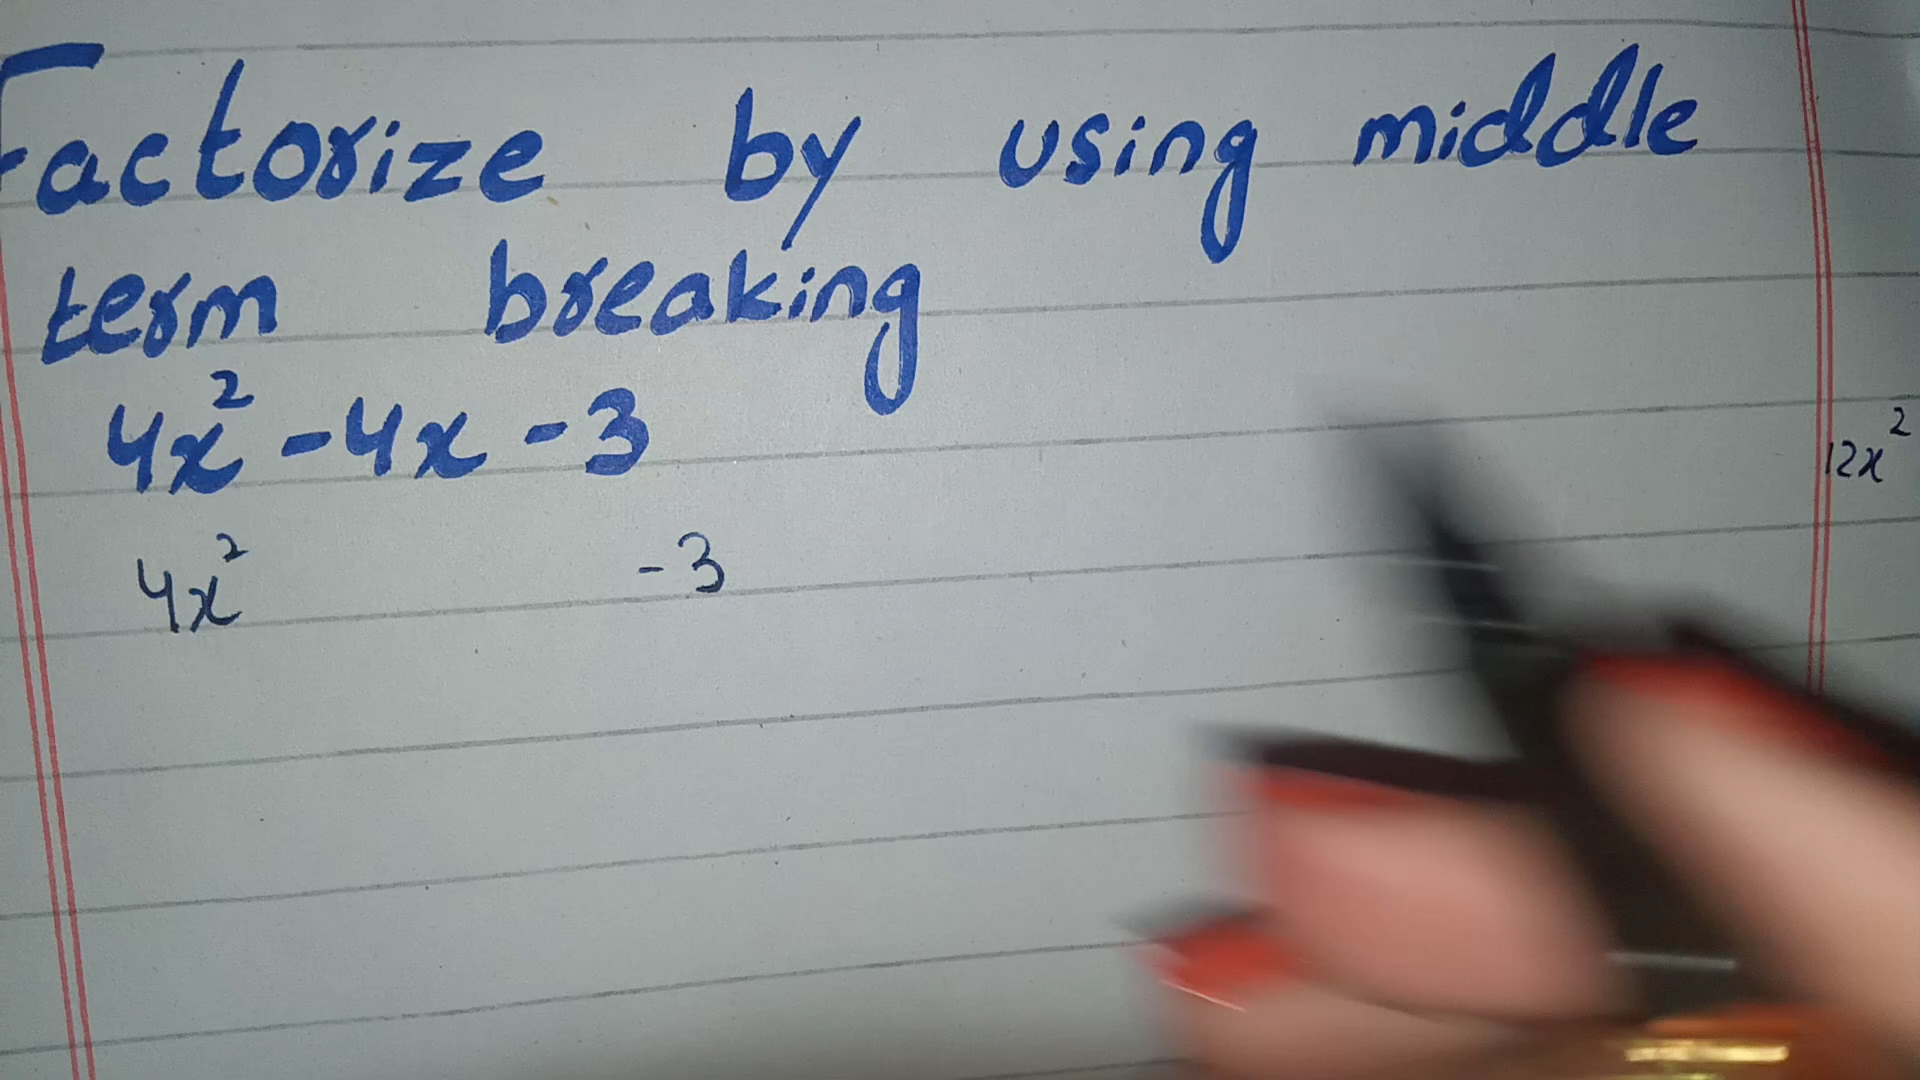 Factorize by using middle
term breaking
4x² -4x -3
12x²
4x² -3